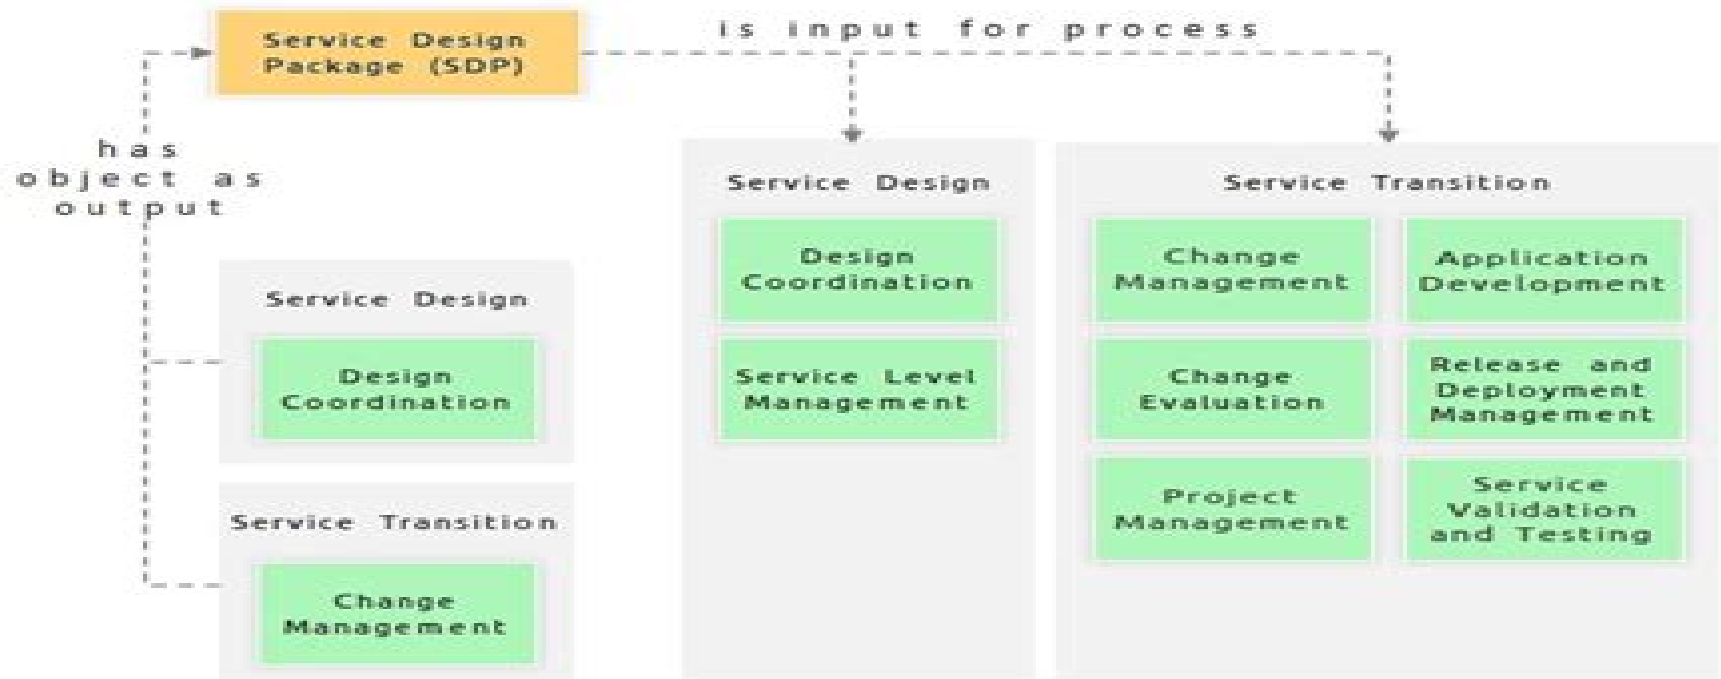 is input for process
Service Design
Package (SDP)
has
object as
output
Service Design
Design
Coordination
Service Transition
Change
Management
Service Design
Design
Coordination
Service Level
Management
Service Transition
Change
Management
Application
Development
Change
Evaluation
Release and
Deployment
Management
Project
Management
Service
Validation
and Testing